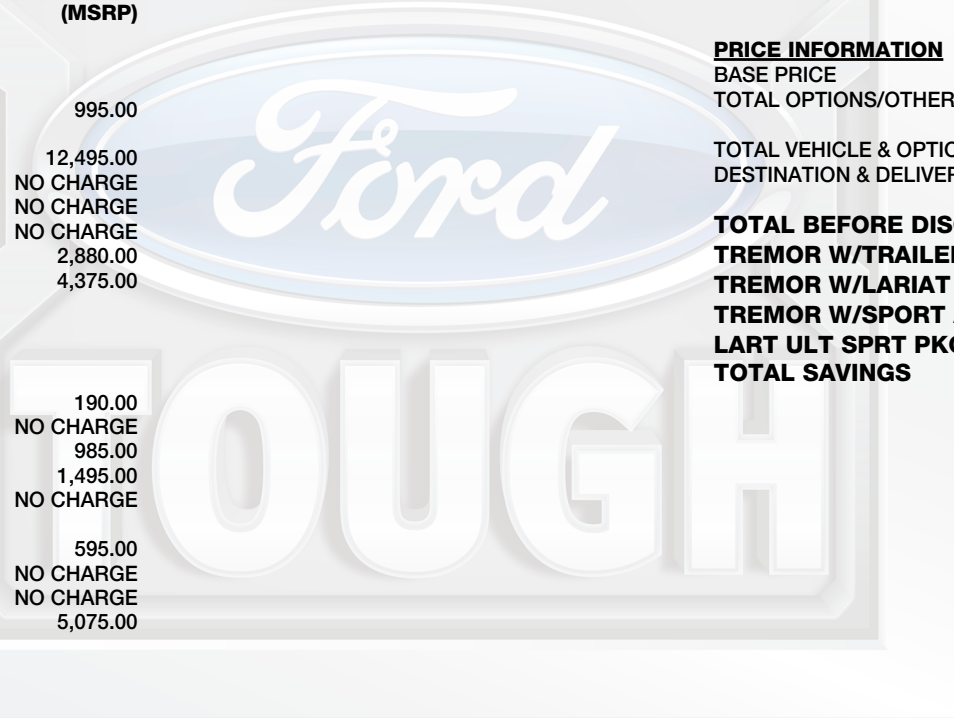 (MSRP)
995.00
12,495.00
NO CHARGE
NO CHARGE
NO CHARGE
2,880.00
4,375.00
190.00
NO CHARGE
985.00
1,495.00
NO CHARGE
595.00
NO CHARGE
NO CHARGE
5,075.00
PRICE INFORMATION
BASE PRICE
TOTAL OPTIONS/OTHER
TOTAL VEHICLE & OPTIO
DESTINATION & DELIVER
TOTAL BEFORE DIS
TREMOR W/TRAILE
TREMOR W/LARIAT
TREMOR W/SPORT
LART ULT SPRT PK
TOTAL SAVINGS
Ford
TOUGH